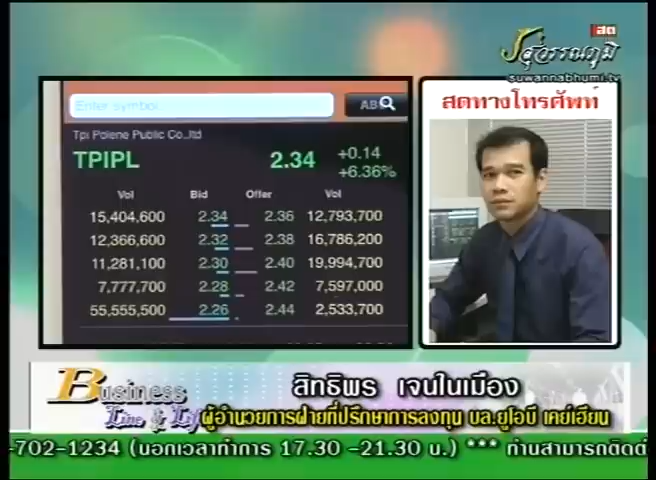 สด
สุวรรณภูมิ
suwannabhumi.tv
สดทางโทรศัพท์
Enter symbol
Tpi Polene Public Co.,ltd
TPIPL 2.34 +0.14
+6.36%
Vol Bid Offer Vol
15,404,600 2.34 2.36 12,793,700
12,366,600 2.32 2.38 16,786,200
11,281,100 2.30 2.40 19,994,700
7,777,700 2.28 2.42 7,597,000
55,555,500 2.26 2.44 2,533,700
Business
Line & Lif
สิทธิพร เจนในเมือง
ผู้อำนวยการฝ่ายที่ปรึกษาการลงทุน บล.ยูโอบี เคย์เฮียน
-702-1234 (นอกเวลาทำการ 17.30 -21.30 น.) *** ท่านสามารถติดต่